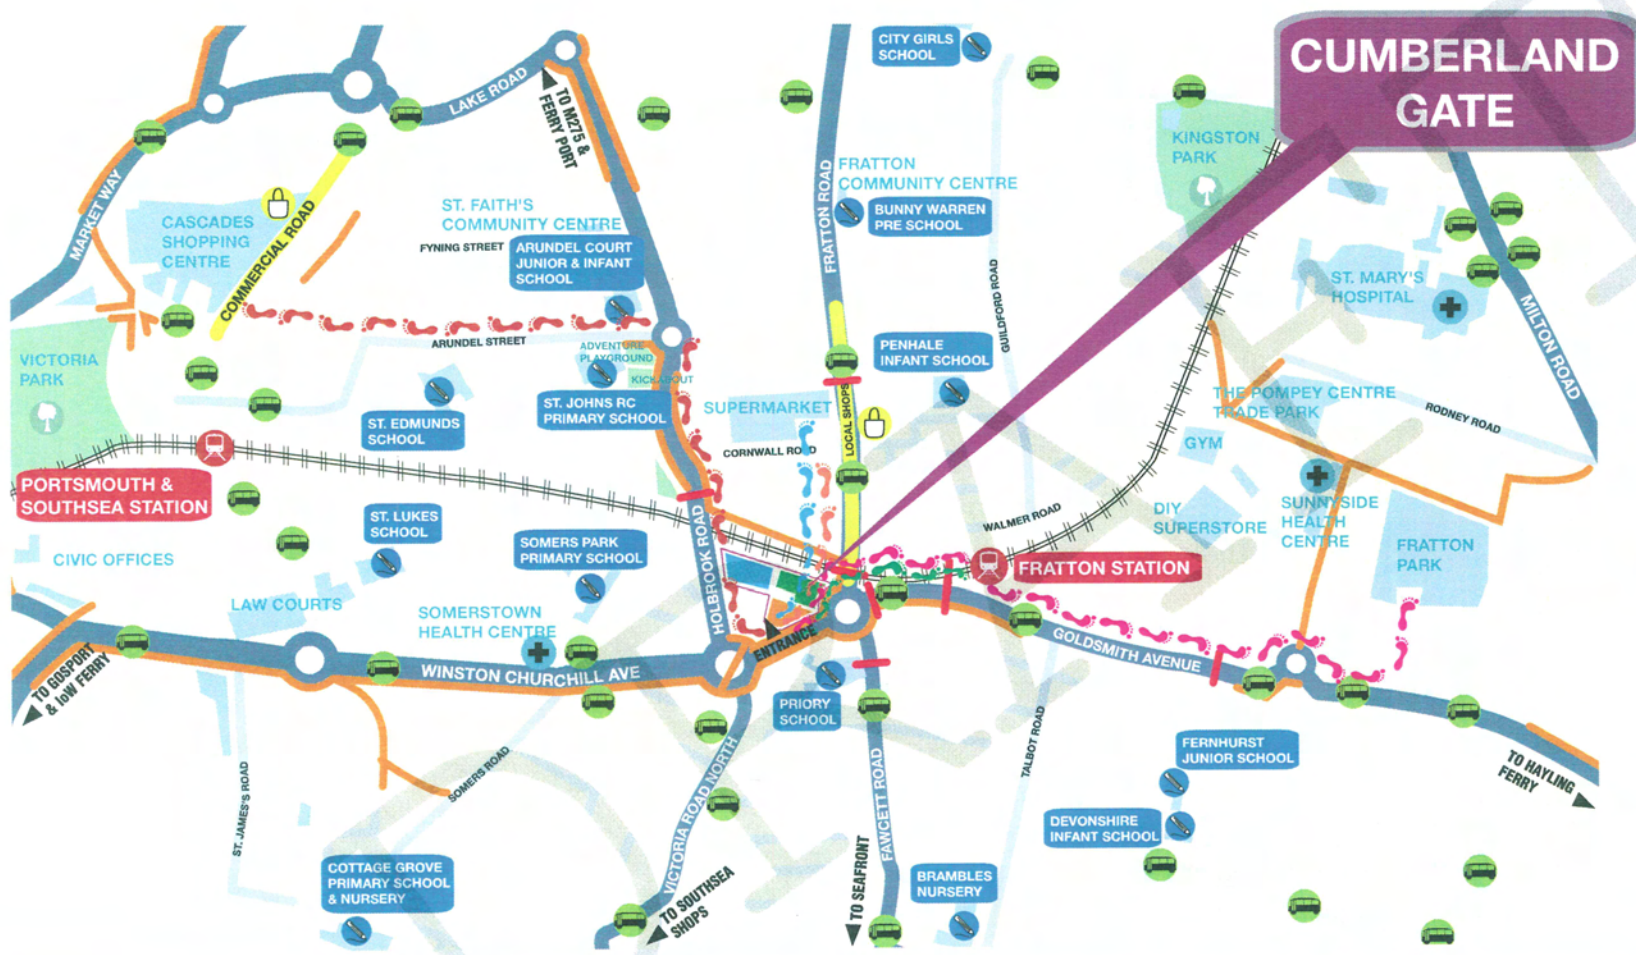 CUMBERLAND
GATE
CITY GIRLS
SCHOOL
LAKE ROAD
TO M275 &
FERRY PORT
KINGSTON
PARK
MARKET WAY
CASCADES
SHOPPING
CENTRE
COMMERCIAL ROAD
ST. FAITH'S
COMMUNITY CENTRE
FYNING STREET
ARUNDEL COURT
JUNIOR & INFANT
SCHOOL
FRATTON ROAD
FRATTON
COMMUNITY CENTRE
BUNNY WARREN
PRE SCHOOL
GUILDFORD ROAD
ST. MARY'S
HOSPITAL
MILTON ROAD
VICTORIA
PARK
ARUNDEL STREET
ADVENTURE
PLAYGROUND
KICKABOUT
ST. JOHNS RC
PRIMARY SCHOOL
ST. EDMUNDS
SCHOOL
PENHALE
INFANT SCHOOL
SUPERMARKET
LOCAL SHOPS
CORNWALL ROAD
THE POMPEY CENTRE
TRADE PARK
RODNEY ROAD
GYM
PORTSMOUTH &
SOUTHSEA STATION
ST. LUKES
SCHOOL
SOMERS PARK
PRIMARY SCHOOL
HOLBROOK ROAD
WALMER ROAD
DIY
SUPERSTORE
SUNNYSIDE
HEALTH
CENTRE
FRATTON
PARK
FRATTON STATION
CIVIC OFFICES
LAW COURTS
SOMERSTOWN
HEALTH CENTRE
ENTRANCE
GOLDSMITH AVENUE
WINSTON CHURCHILL AVE
TO GOSPORT
& IoW FERRY
PRIORY
SCHOOL
TALBOT ROAD
FERNHURST
JUNIOR SCHOOL
TO HAYLING
FERRY
ST. JAMES'S ROAD
SOMERS ROAD
VICTORIA ROAD NORTH
FAWCETT ROAD
DEVONSHIRE
INFANT SCHOOL
COTTAGE GROVE
PRIMARY SCHOOL
& NURSERY
TO SOUTHSEA
SHOPS
TO SEAFRONT
BRAMBLES
NURSERY